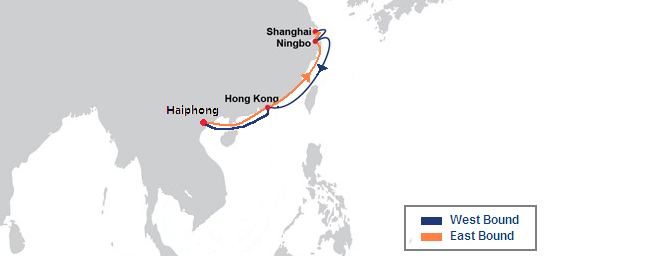 Shanghai
Ningbo
Hong Kong
Haiphong
West Bound
East Bound